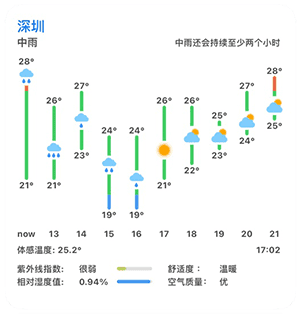 深圳
中雨
中雨还会持续至少两个小时
28° 26° 27° 24° 24° 26° 26° 25° 27° 28°
21° 21° 23° 19° 19° 21° 22° 23° 24° 25°
now 13 14 15 16 17 18 19 20 21
体感温度: 25.2° 17:02
紫外线指数: 很弱 舒适度： 温暖
相对湿度值: 0.94% 空气质量: 优